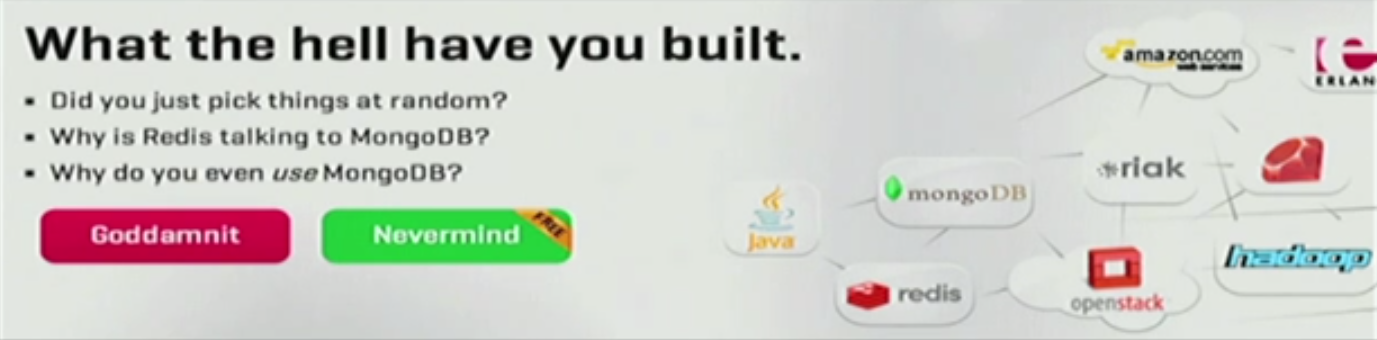 What the hell have you built.
▪ Did you just pick things at random?
▪ Why is Redis talking to MongoDB?
▪ Why do you even use MongoDB?
Goddamnit
Nevermind
FREE
amazon.com
web services
ERLAN
riak
mongoDB
Java
hadoop
redis
openstack